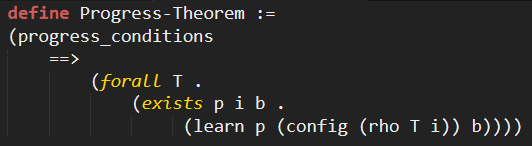 define Progress-Theorem :=
(progress_conditions
==>
(forall T .
(exists p i b .
(learn p (config (rho T i)) b))))